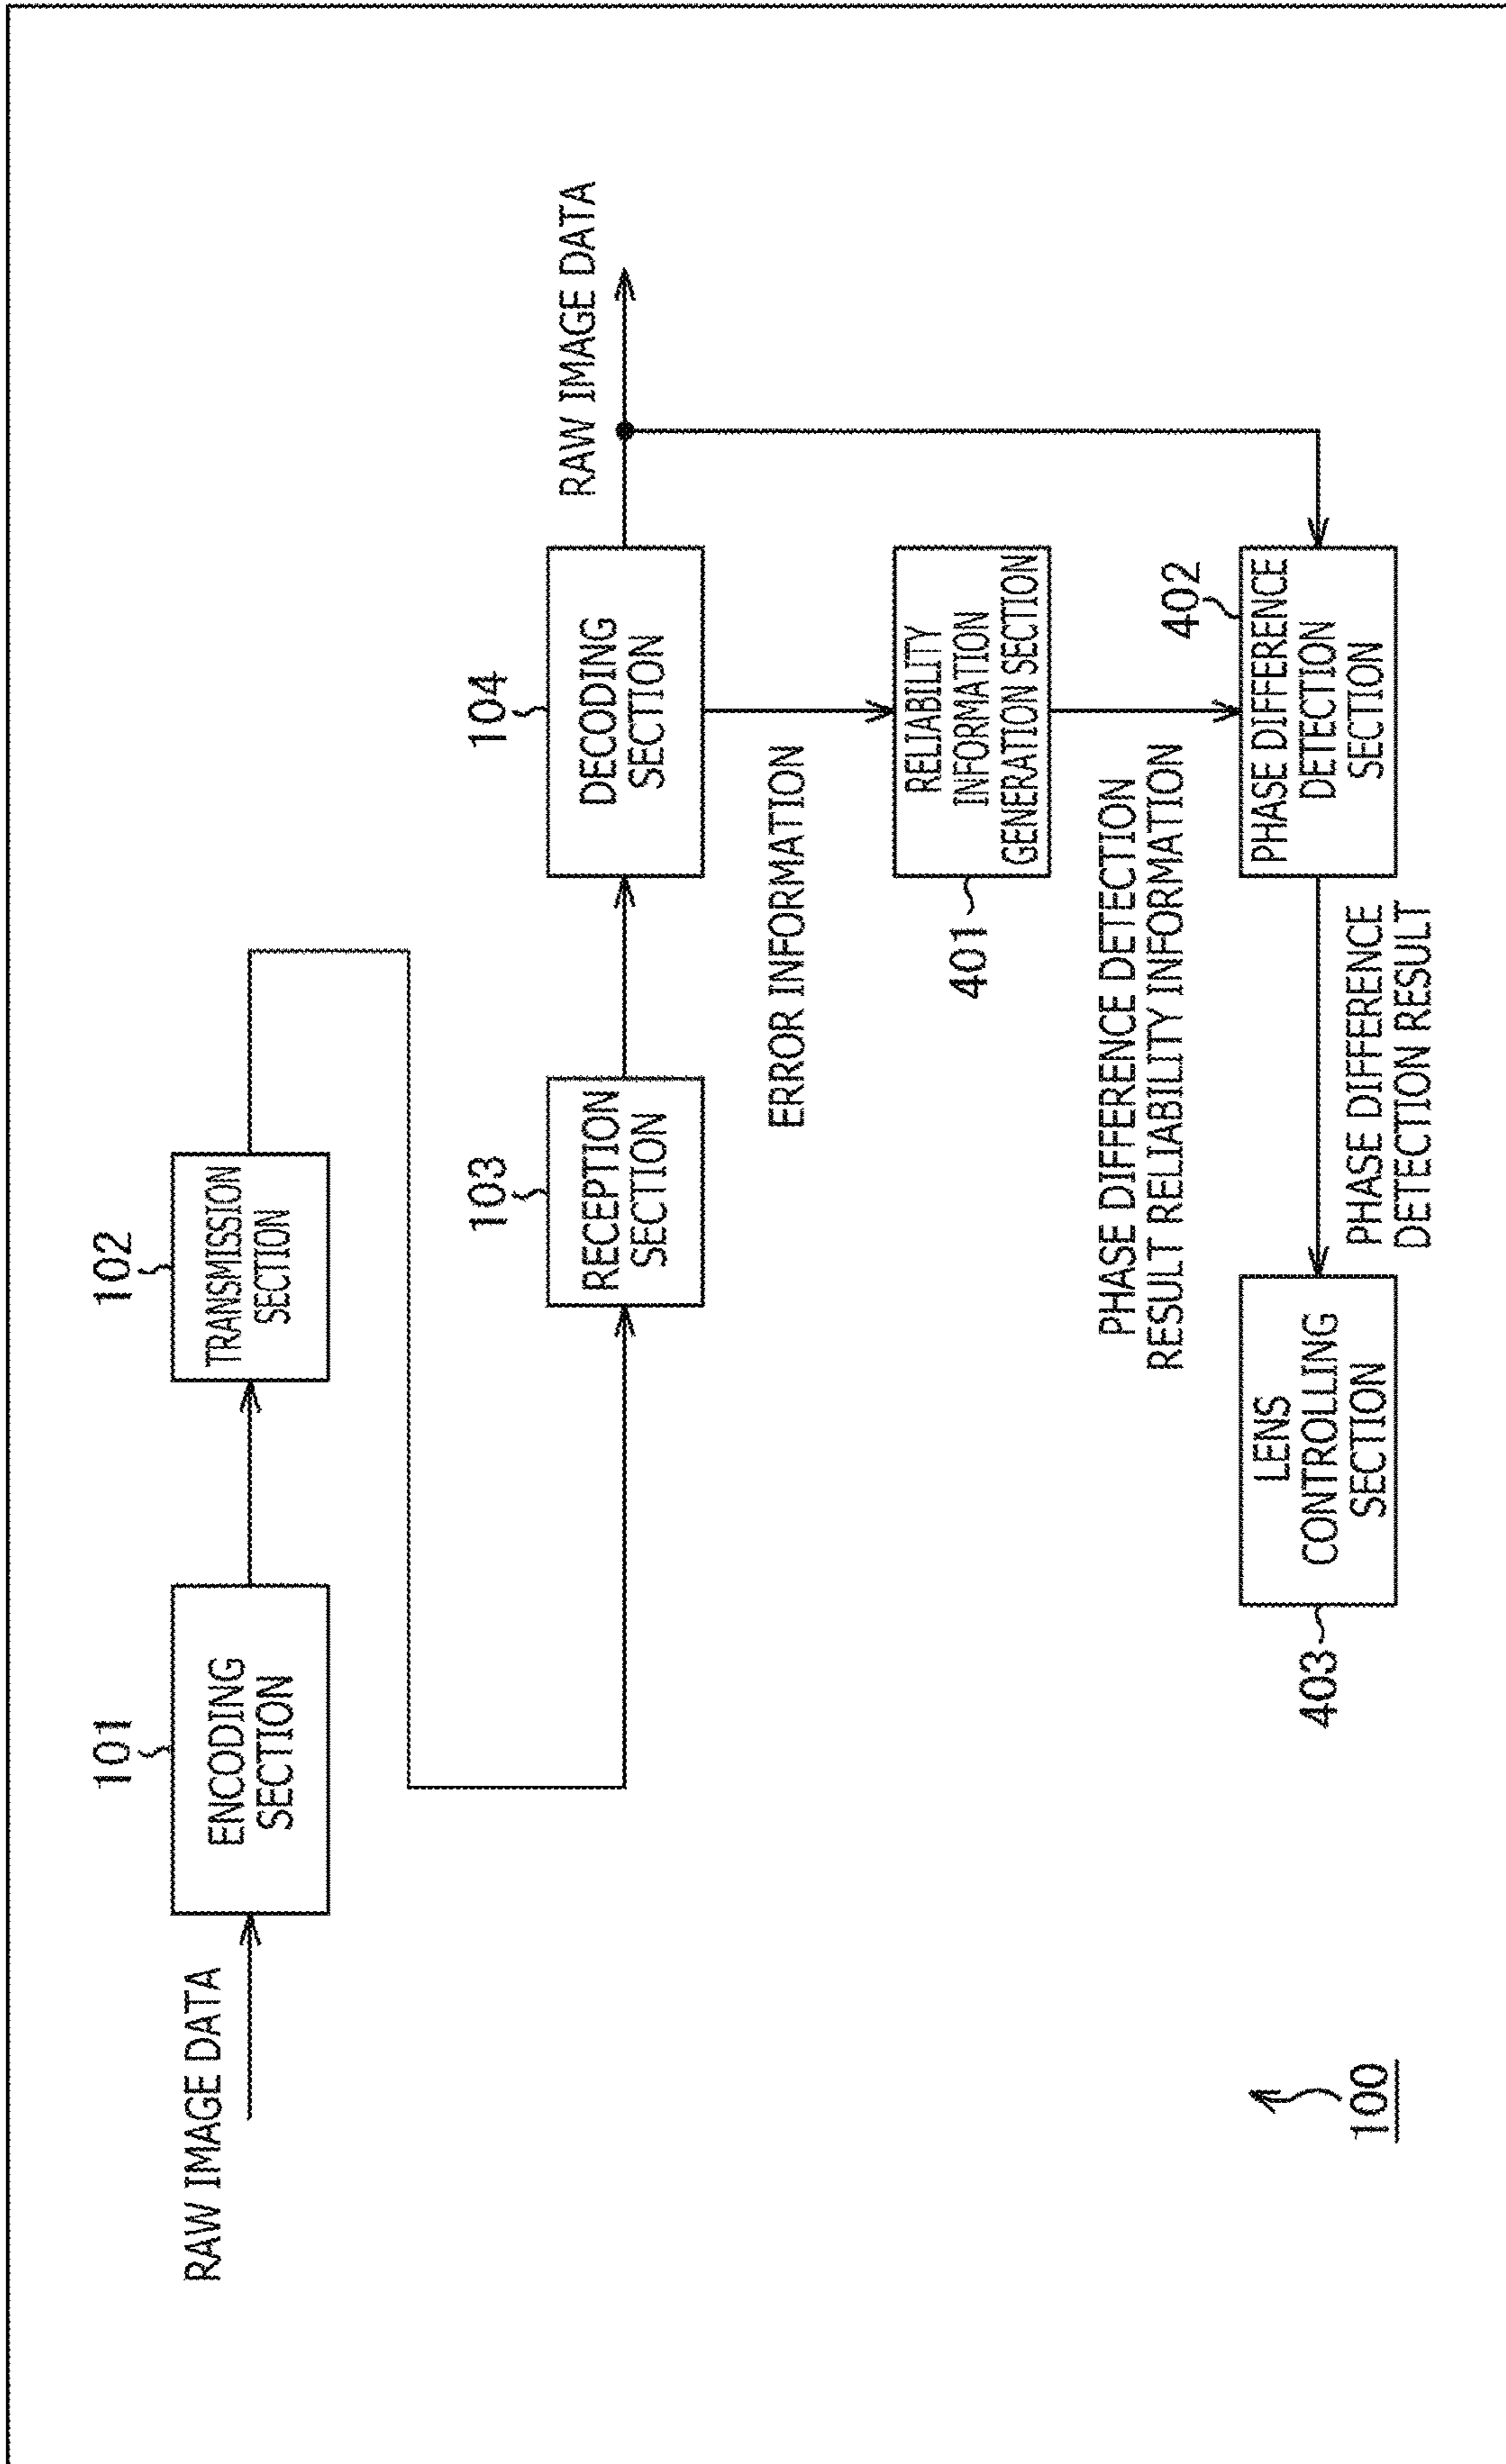 101
102
RAW IMAGE DATA
ENCODING
SECTION
TRANSMISSION
SECTION
103
104
RAW IMAGE DATA
RECEPTION
SECTION
DECODING
SECTION
ERROR INFORMATION
401
RELIABILITY
INFORMATION
GENERATION SECTION
PHASE DIFFERENCE DETECTION
RESULT RELIABILITY INFORMATION
402
403
LENS
CONTROLLING
SECTION
PHASE DIFFERENCE
DETECTION
SECTION
PHASE DIFFERENCE
DETECTION RESULT
100